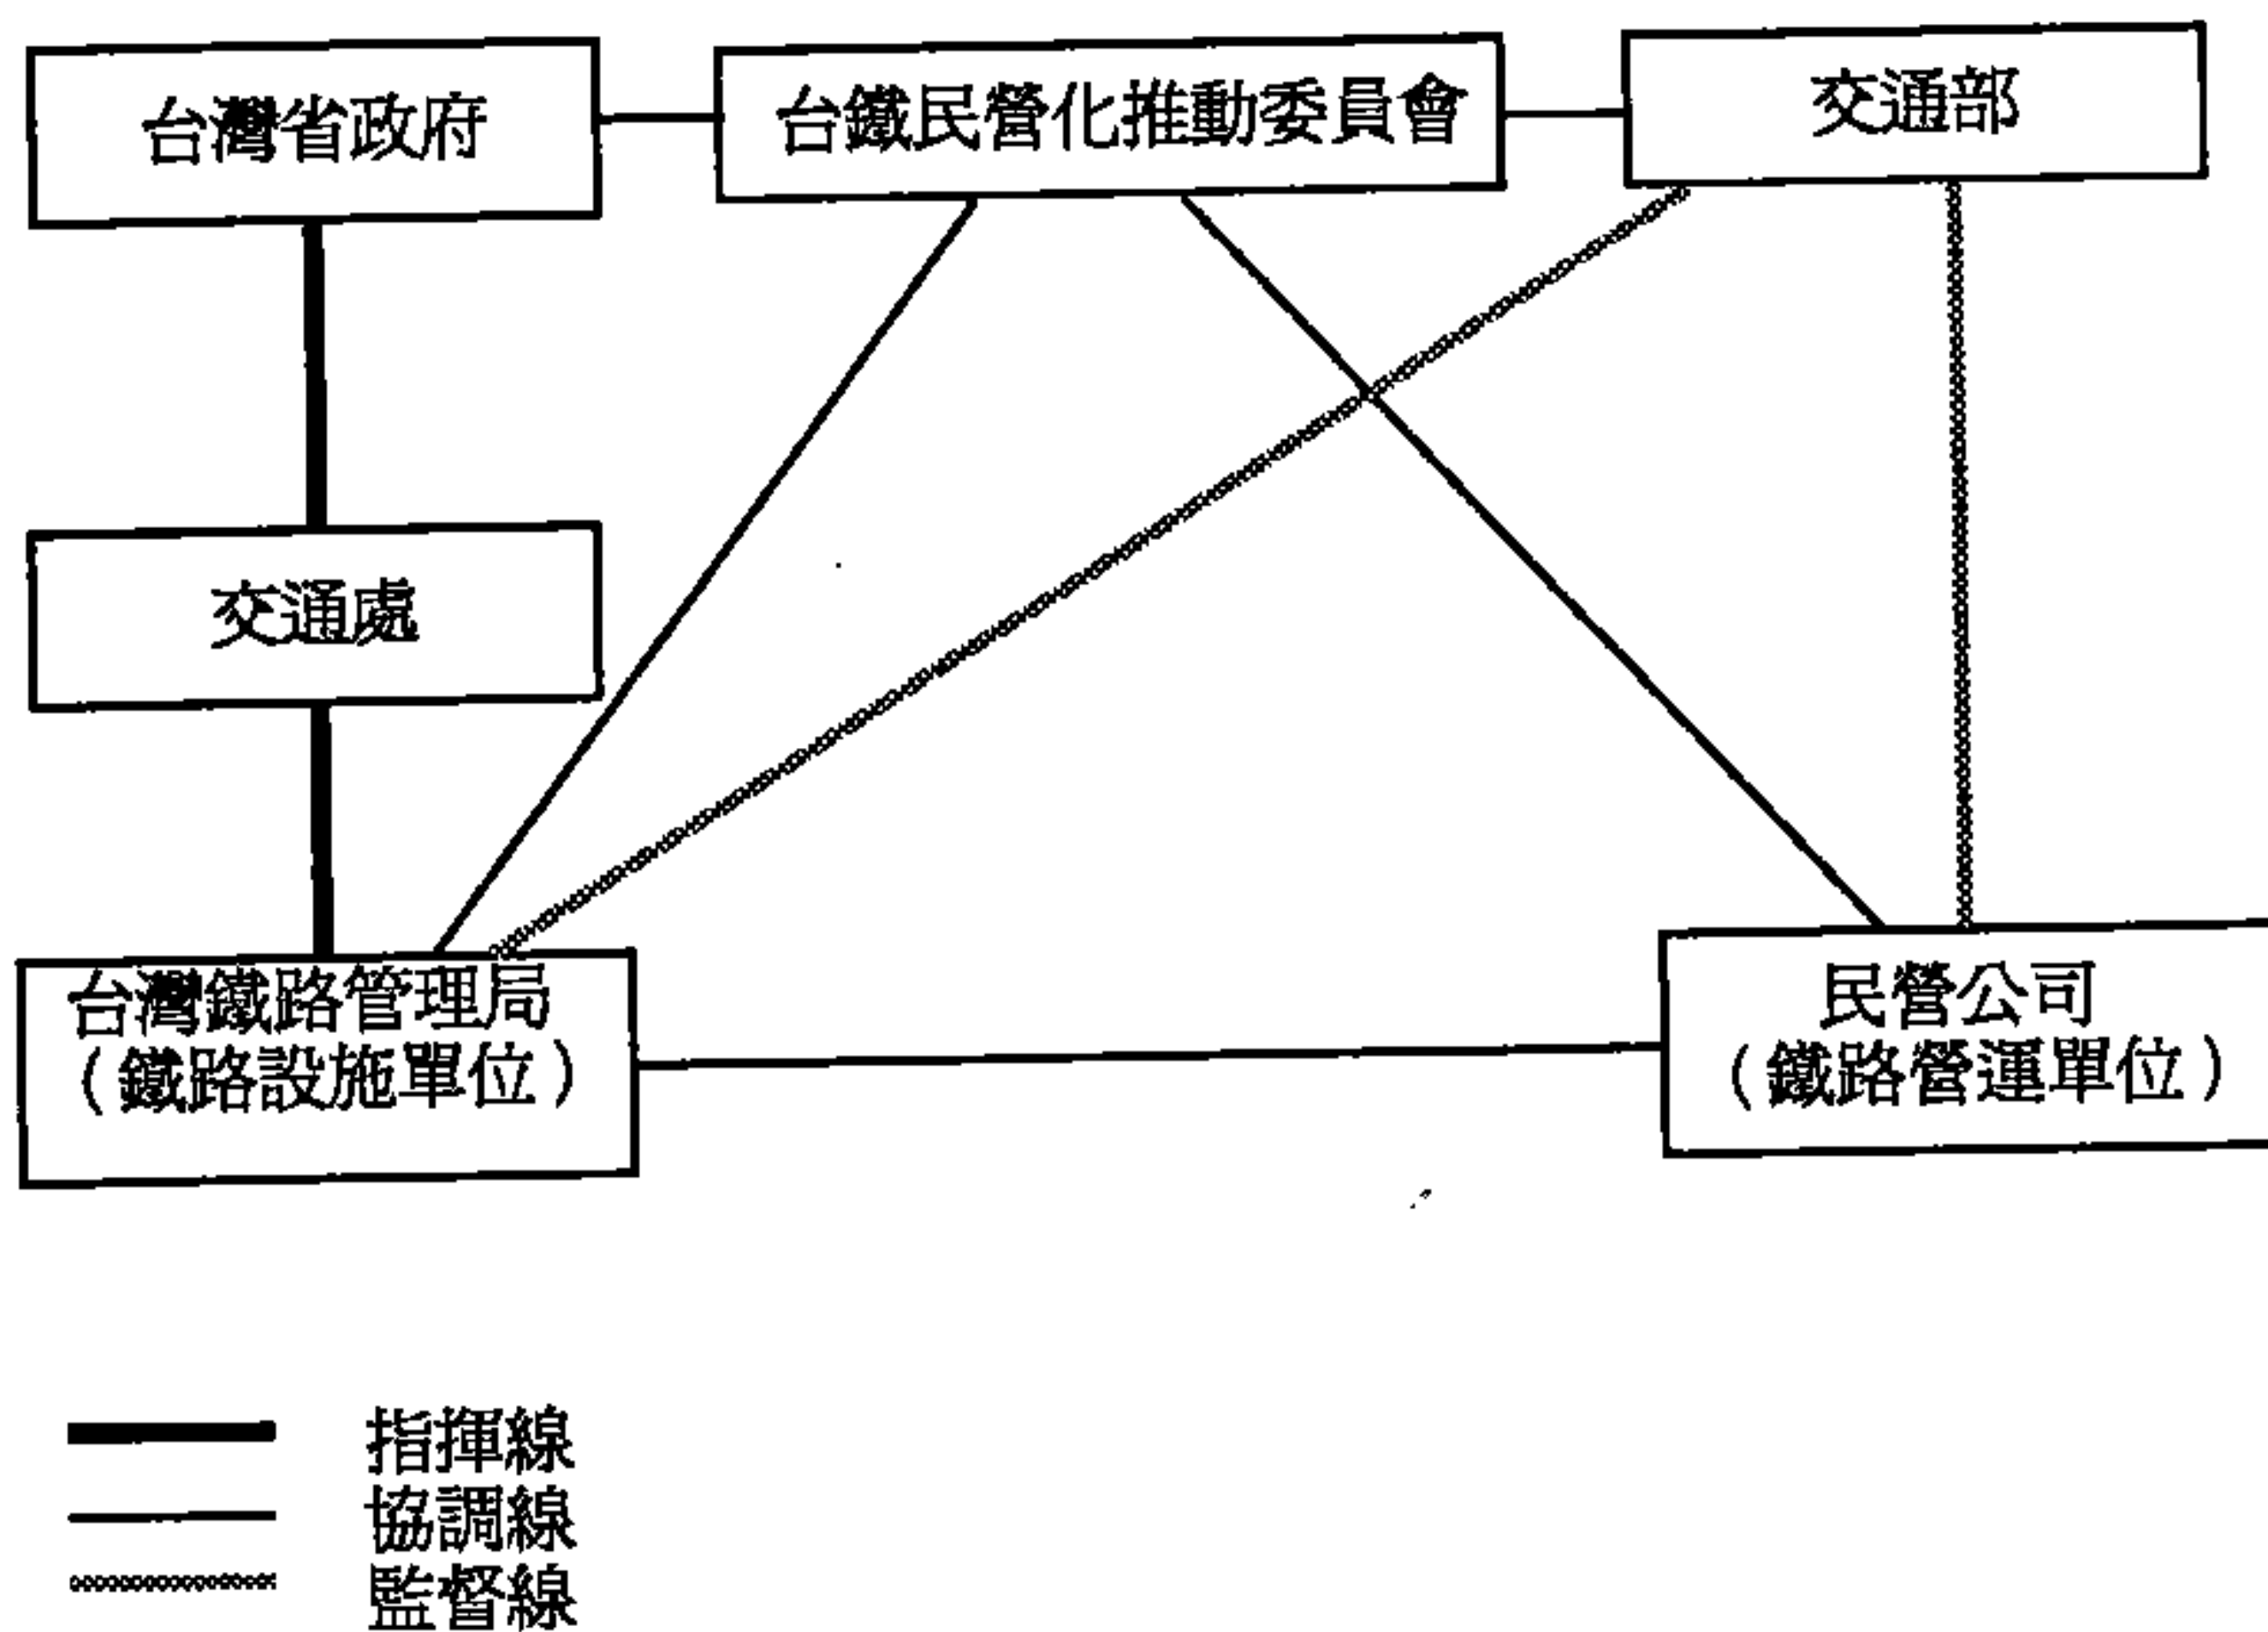 台灣省政府
台鐵民營化推動委員會
交通部
交通處
台灣鐵路管理局
(鐵路設施單位)
民營公司
(鐵路營運單位)
指揮線
協調線
監督線